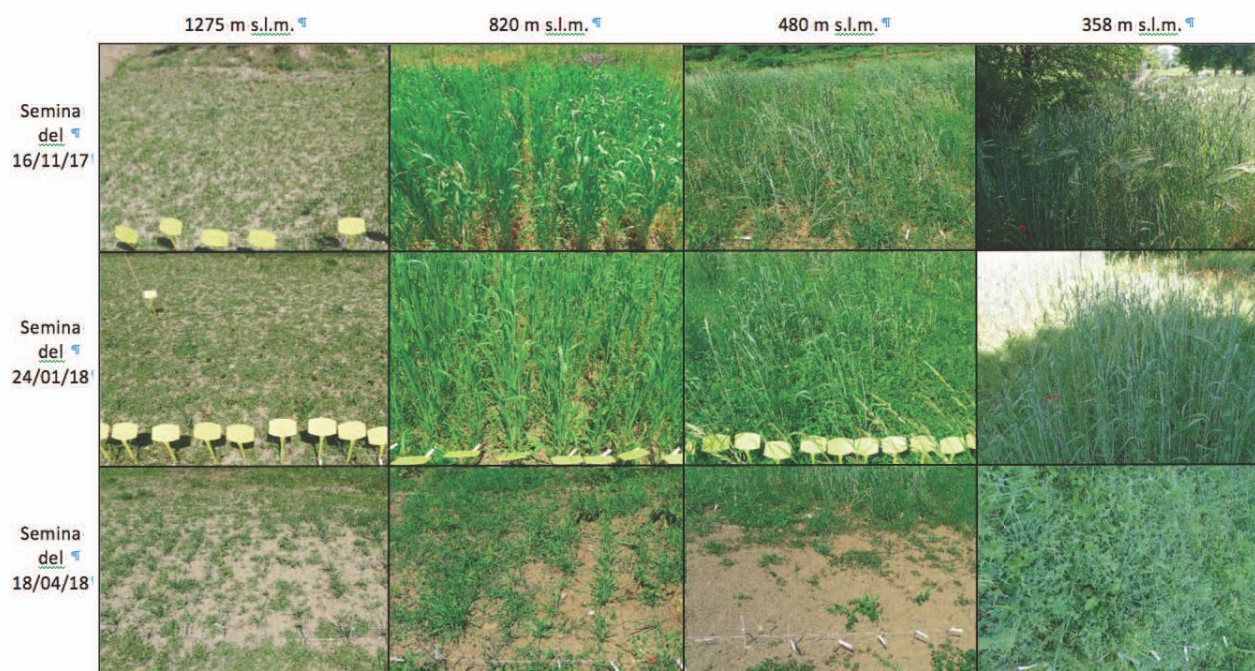 1275 m s.l.m. ¶
820 m s.l.m. ¶
480 m s.l.m. ¶
358 m s.l.m. ¶
Semina
del ¶
16/11/17
Semina
del ¶
24/01/18
Semina
del ¶
18/04/18